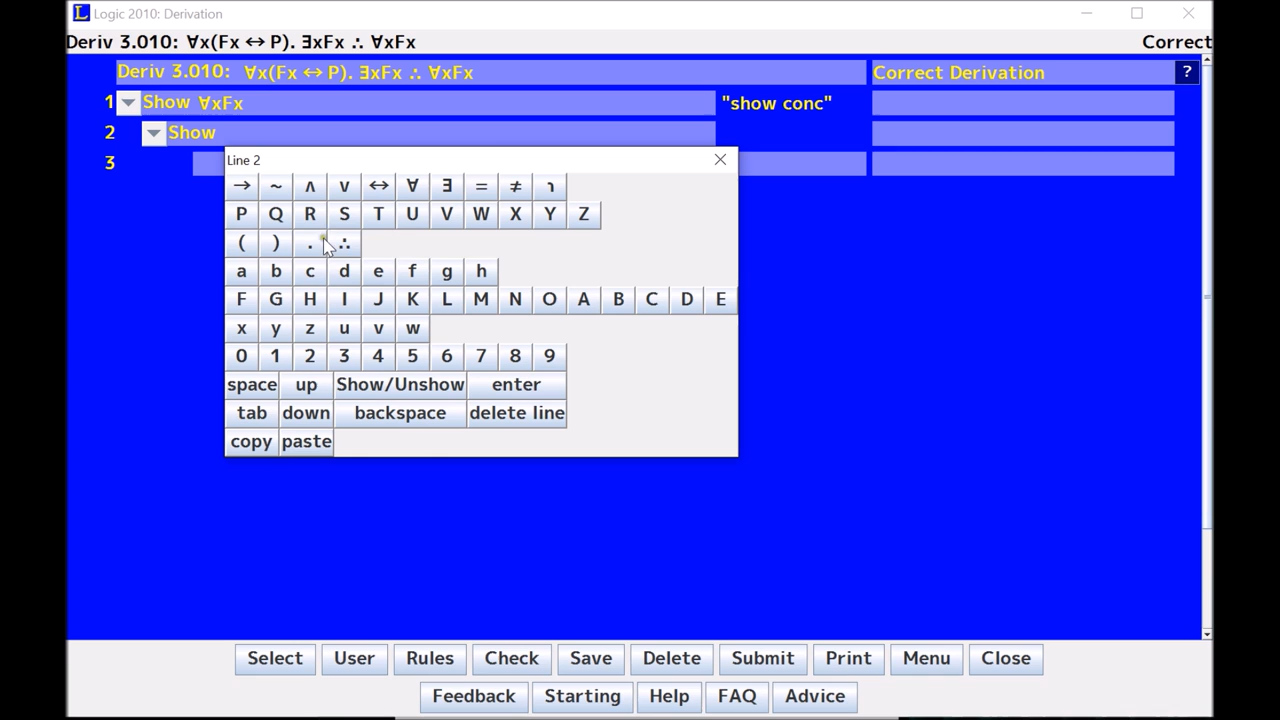 Logic 2010: Derivation
Deriv 3.010: ∀x(Fx ↔ P). ∃xFx ∴ ∀xFx Correct
Deriv 3.010: ∀x(Fx ↔ P). ∃xFx ∴ ∀xFx Correct Derivation ?
1 Show ∀xFx "show conc"
2 Show
3
Line 2
→ ~ ∧ ∨ ↔ ∀ ∃ = ≠ ℩
P Q R S T U V W X Y Z
( ) . ∴
a b c d e f g h
F G H I J K L M N O A B C D E
x y z u v w
0 1 2 3 4 5 6 7 8 9
space up Show/Unshow enter
tab down backspace delete line
copy paste
Select User Rules Check Save Delete Submit Print Menu Close
Feedback Starting Help FAQ Advice